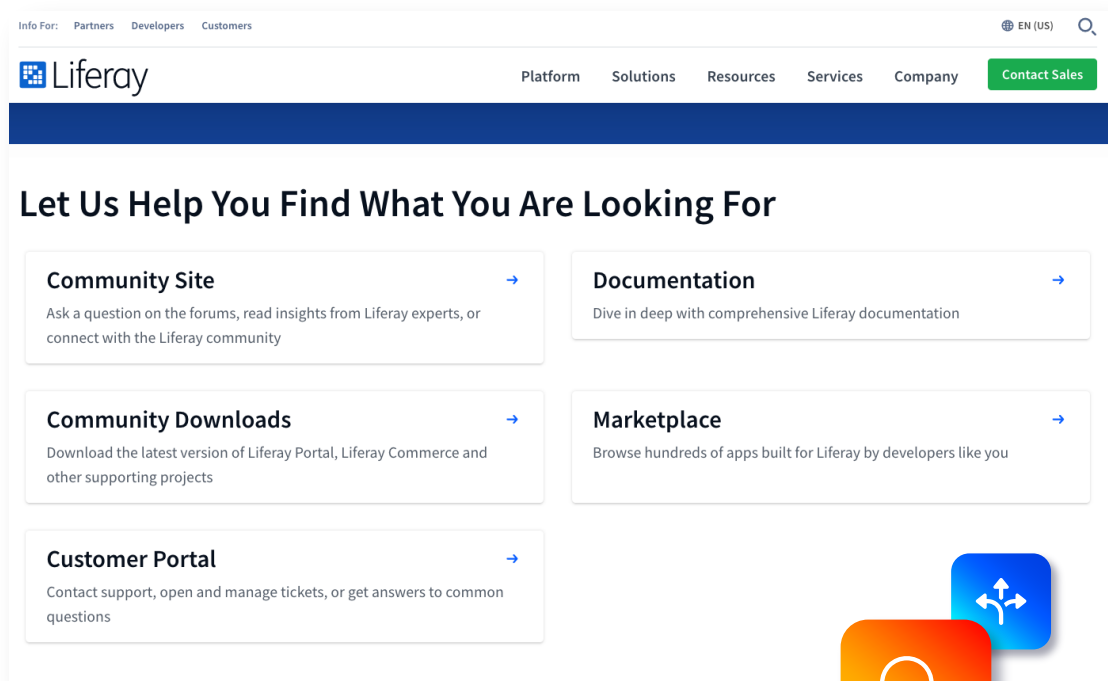 Info For: Partners Developers Customers EN (US)
Liferay Platform Solutions Resources Services Company Contact Sales
Let Us Help You Find What You Are Looking For
Community Site
Ask a question on the forums, read insights from Liferay experts, or
connect with the Liferay community
Documentation
Dive in deep with comprehensive Liferay documentation
Community Downloads
Download the latest version of Liferay Portal, Liferay Commerce and
other supporting projects
Marketplace
Browse hundreds of apps built for Liferay by developers like you
Customer Portal
Contact support, open and manage tickets, or get answers to common
questions